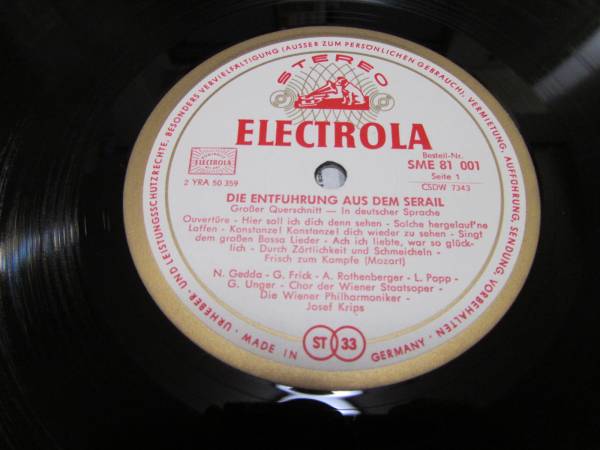 URHEBER - UND LEISTUNGSSCHUTZRECHTE, BESONDERS VERVIELFÄLTIGUNG (AUSSER ZUM PERSÖNLICHEN GEBRAUCH), VERMIETUNG, AUFFÜHRUNG, SENDUNG, VORBEHALTEN
STEREO
ELECTROLA
ELECTROLA
Bestell-Nr.
SME 81 001
Seite 1
2 YRA 50 359
CSDW 7343
DIE ENTFUHRUNG AUS DEM SERAIL
Großer Querschnitt — In deutscher Sprache
Ouvertüre - Hier soll ich dich denn sehen - Solche hergelauf'ne
Laffen - Konstanze! Konstanze! dich wieder zu sehen - Singt
dem großen Bassa Lieder - Ach ich liebte, war so glück-
lich - Durch Zärtlichkeit und Schmeicheln -
Frisch zum Kampfe (Mozart)
N. Gedda - G. Frick - A. Rothenberger - L. Popp -
G. Unger - Chor der Wiener Staatsoper -
Die Wiener Philharmoniker -
Josef Krips
MADE IN ST 33 GERMANY